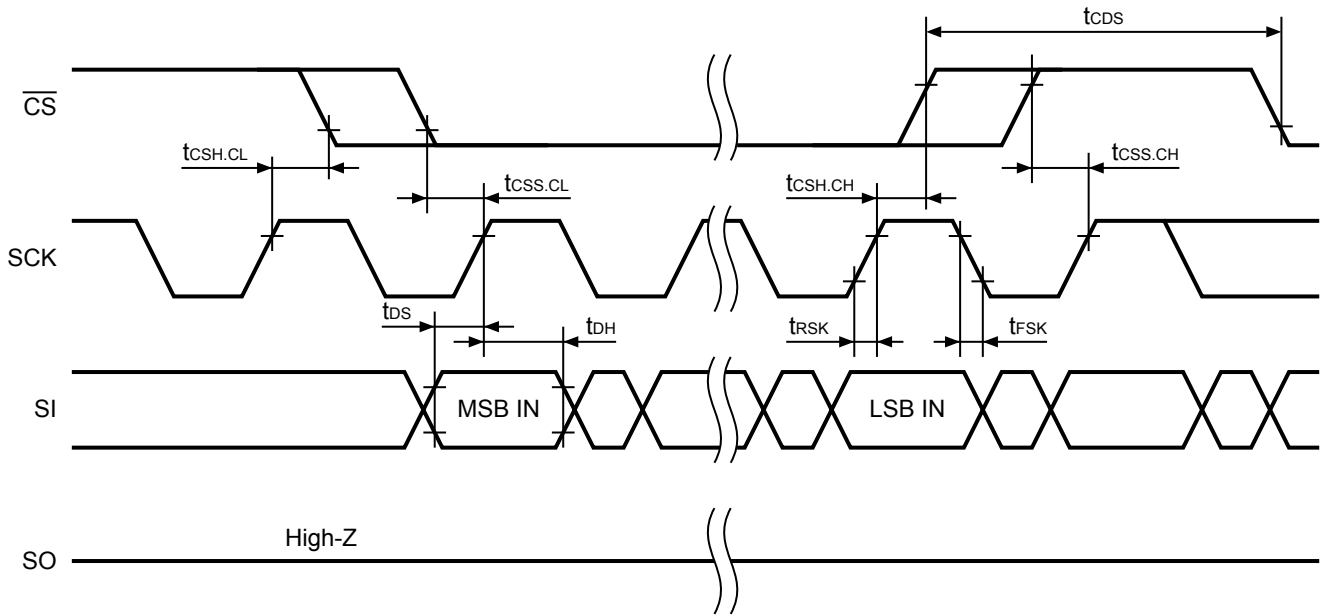 tCDS
CS
tCSH.CL
tCSS.CL
tCSH.CH
tCSS.CH
SCK
tDS
tDH
tRSK
tFSK
SI
MSB IN
LSB IN
High-Z
SO